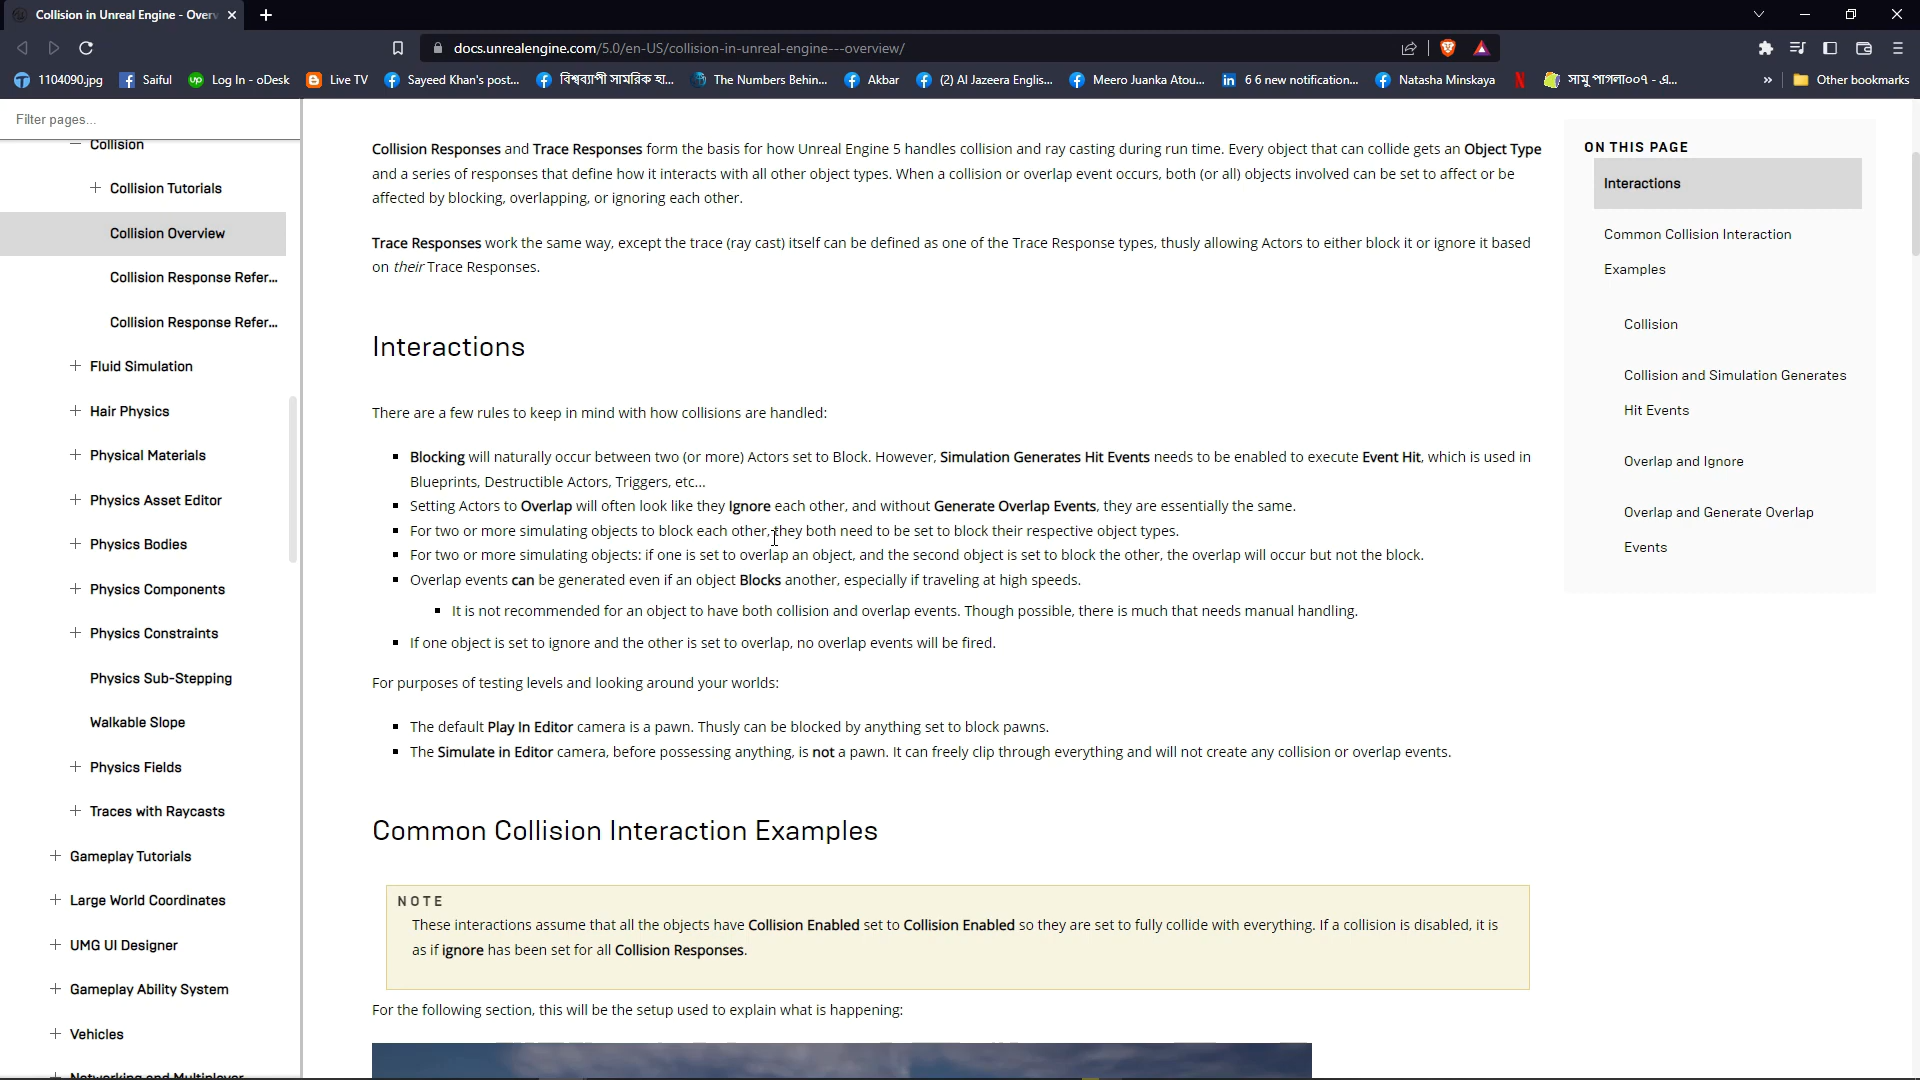 Collision in Unreal Engine - Over
docs.unrealengine.com/5.0/en-US/collision-in-unreal-engine---overview/
1104090.jpg
Saiful
Log In - oDesk
Live TV
Sayeed Khan's post...
বিশ্বব্যাপী সামরিক হা...
The Numbers Behin...
Akbar
(2) Al Jazeera Englis...
Meero Juanka Atou...
6 6 new notification...
Natasha Minskaya
সামু পাগলা০০৭ - এ...
»
Other bookmarks
Filter pages...
Collision
Collision Tutorials
Collision Overview
Collision Response Refer...
Collision Response Refer...
Fluid Simulation
Hair Physics
Physical Materials
Physics Asset Editor
Physics Bodies
Physics Components
Physics Constraints
Physics Sub-Stepping
Walkable Slope
Physics Fields
Traces with Raycasts
Gameplay Tutorials
Large World Coordinates
UMG UI Designer
Gameplay Ability System
Vehicles
Networking and Multiplayer
Collision Responses and Trace Responses form the basis for how Unreal Engine 5 handles collision and ray casting during run time. Every object that can collide gets an Object Type
and a series of responses that define how it interacts with all other object types. When a collision or overlap event occurs, both (or all) objects involved can be set to affect or be
affected by blocking, overlapping, or ignoring each other.
Trace Responses work the same way, except the trace (ray cast) itself can be defined as one of the Trace Response types, thusly allowing Actors to either block it or ignore it based
on their Trace Responses.
Interactions
There are a few rules to keep in mind with how collisions are handled:
▪ Blocking will naturally occur between two (or more) Actors set to Block. However, Simulation Generates Hit Events needs to be enabled to execute Event Hit, which is used in
Blueprints, Destructible Actors, Triggers, etc...
▪ Setting Actors to Overlap will often look like they Ignore each other, and without Generate Overlap Events, they are essentially the same.
▪ For two or more simulating objects to block each other, they both need to be set to block their respective object types.
▪ For two or more simulating objects: if one is set to overlap an object, and the second object is set to block the other, the overlap will occur but not the block.
▪ Overlap events can be generated even if an object Blocks another, especially if traveling at high speeds.
▪ It is not recommended for an object to have both collision and overlap events. Though possible, there is much that needs manual handling.
▪ If one object is set to ignore and the other is set to overlap, no overlap events will be fired.
For purposes of testing levels and looking around your worlds:
▪ The default Play In Editor camera is a pawn. Thusly can be blocked by anything set to block pawns.
▪ The Simulate in Editor camera, before possessing anything, is not a pawn. It can freely clip through everything and will not create any collision or overlap events.
Common Collision Interaction Examples
NOTE
These interactions assume that all the objects have Collision Enabled set to Collision Enabled so they are set to fully collide with everything. If a collision is disabled, it is
as if ignore has been set for all Collision Responses.
For the following section, this will be the setup used to explain what is happening:
ON THIS PAGE
Interactions
Common Collision Interaction
Examples
Collision
Collision and Simulation Generates
Hit Events
Overlap and Ignore
Overlap and Generate Overlap
Events